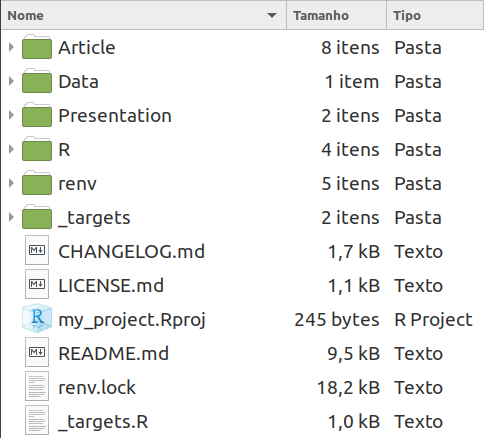 Nome Tamanho Tipo
Article 8 itens Pasta
Data 1 item Pasta
Presentation 2 itens Pasta
R 4 itens Pasta
renv 5 itens Pasta
_targets 2 itens Pasta
CHANGELOG.md 1,7 kB Texto
LICENSE.md 1,1 kB Texto
my_project.Rproj 245 bytes R Project
README.md 9,5 kB Texto
renv.lock 18,2 kB Texto
_targets.R 1,0 kB Texto